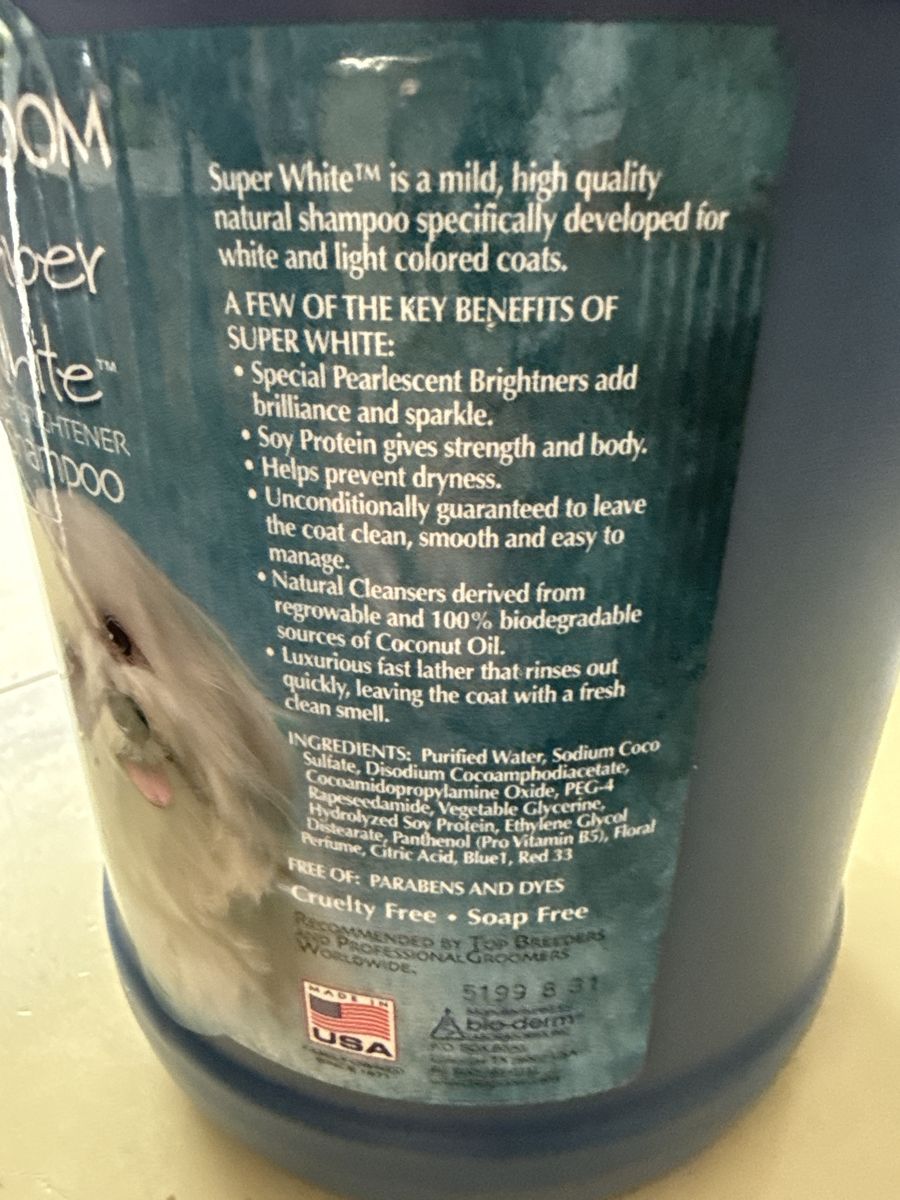 OOM
Super White™ is a mild, high quality
natural shampoo specifically developed for
white and light colored coats.
A FEW OF THE KEY BENEFITS OF
SUPER WHITE:
• Special Pearlescent Brightners add
brilliance and sparkle.
• Soy Protein gives strength and body.
• Helps prevent dryness.
• Unconditionally guaranteed to leave
the coat clean, smooth and easy to
manage.
• Natural Cleansers derived from
regrowable and 100% biodegradable
sources of Coconut Oil.
• Luxurious fast lather that rinses out
quickly, leaving the coat with a fresh
clean smell.
INGREDIENTS: Purified Water, Sodium Coco
Sulfate, Disodium Cocoamphodiacetate,
Cocoamidopropylamine Oxide, PEG-4
Rapeseedamide, Vegetable Glycerine,
Hydrolyzed Soy Protein, Ethylene Glycol
Distearate, Panthenol (Pro Vitamin B5), Floral
Perfume, Citric Acid, Blue1, Red 33
FREE OF: PARABENS AND DYES
Cruelty Free • Soap Free
RECOMMENDED BY TOP BREEDERS
AND PROFESSIONAL GROOMERS
WORLDWIDE.
5199 8 31
MADE IN
USA
bio-derm